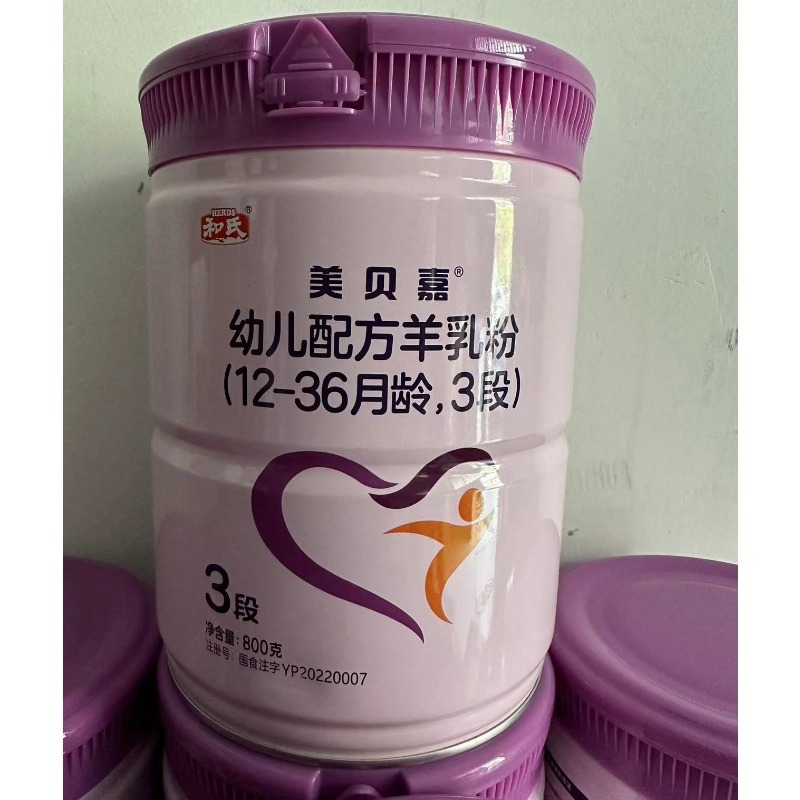 HERDS
和氏®
美贝嘉®
幼儿配方羊乳粉
(12-36月龄,3段)
3段
净含量:800克
注册号:国食注字YP20220007